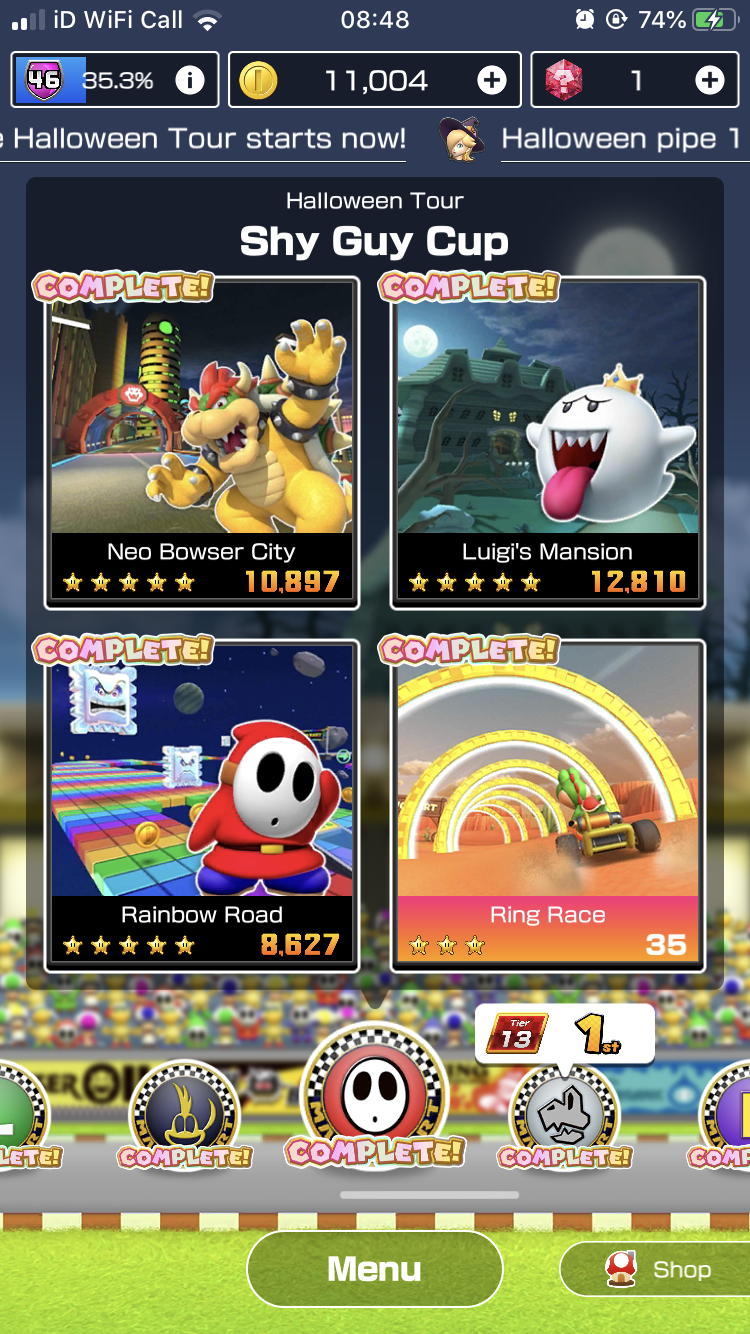 iD WiFi Call 08:48 74%
46 35.3% i 11,004 + ? 1 +
e Halloween Tour starts now! Halloween pipe 1
Halloween Tour
Shy Guy Cup
COMPLETE! COMPLETE!
Neo Bowser City Luigi's Mansion
10,897 12,810
COMPLETE! COMPLETE!
Rainbow Road Ring Race
8,627 35
Tier 13 1st
LETE! COMPLETE! COMPLETE! COMPLETE! COMP
Menu Shop